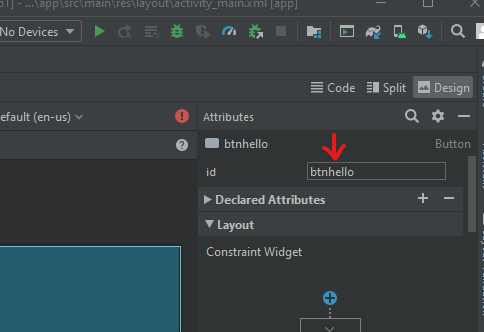 o1] - ...\app\src\main\res\layout\activity_main.xml [app]
No Devices
Code Split Design
efault (en-us)
Attributes
btnhello Button
id btnhello
Declared Attributes
Layout
Constraint Widget